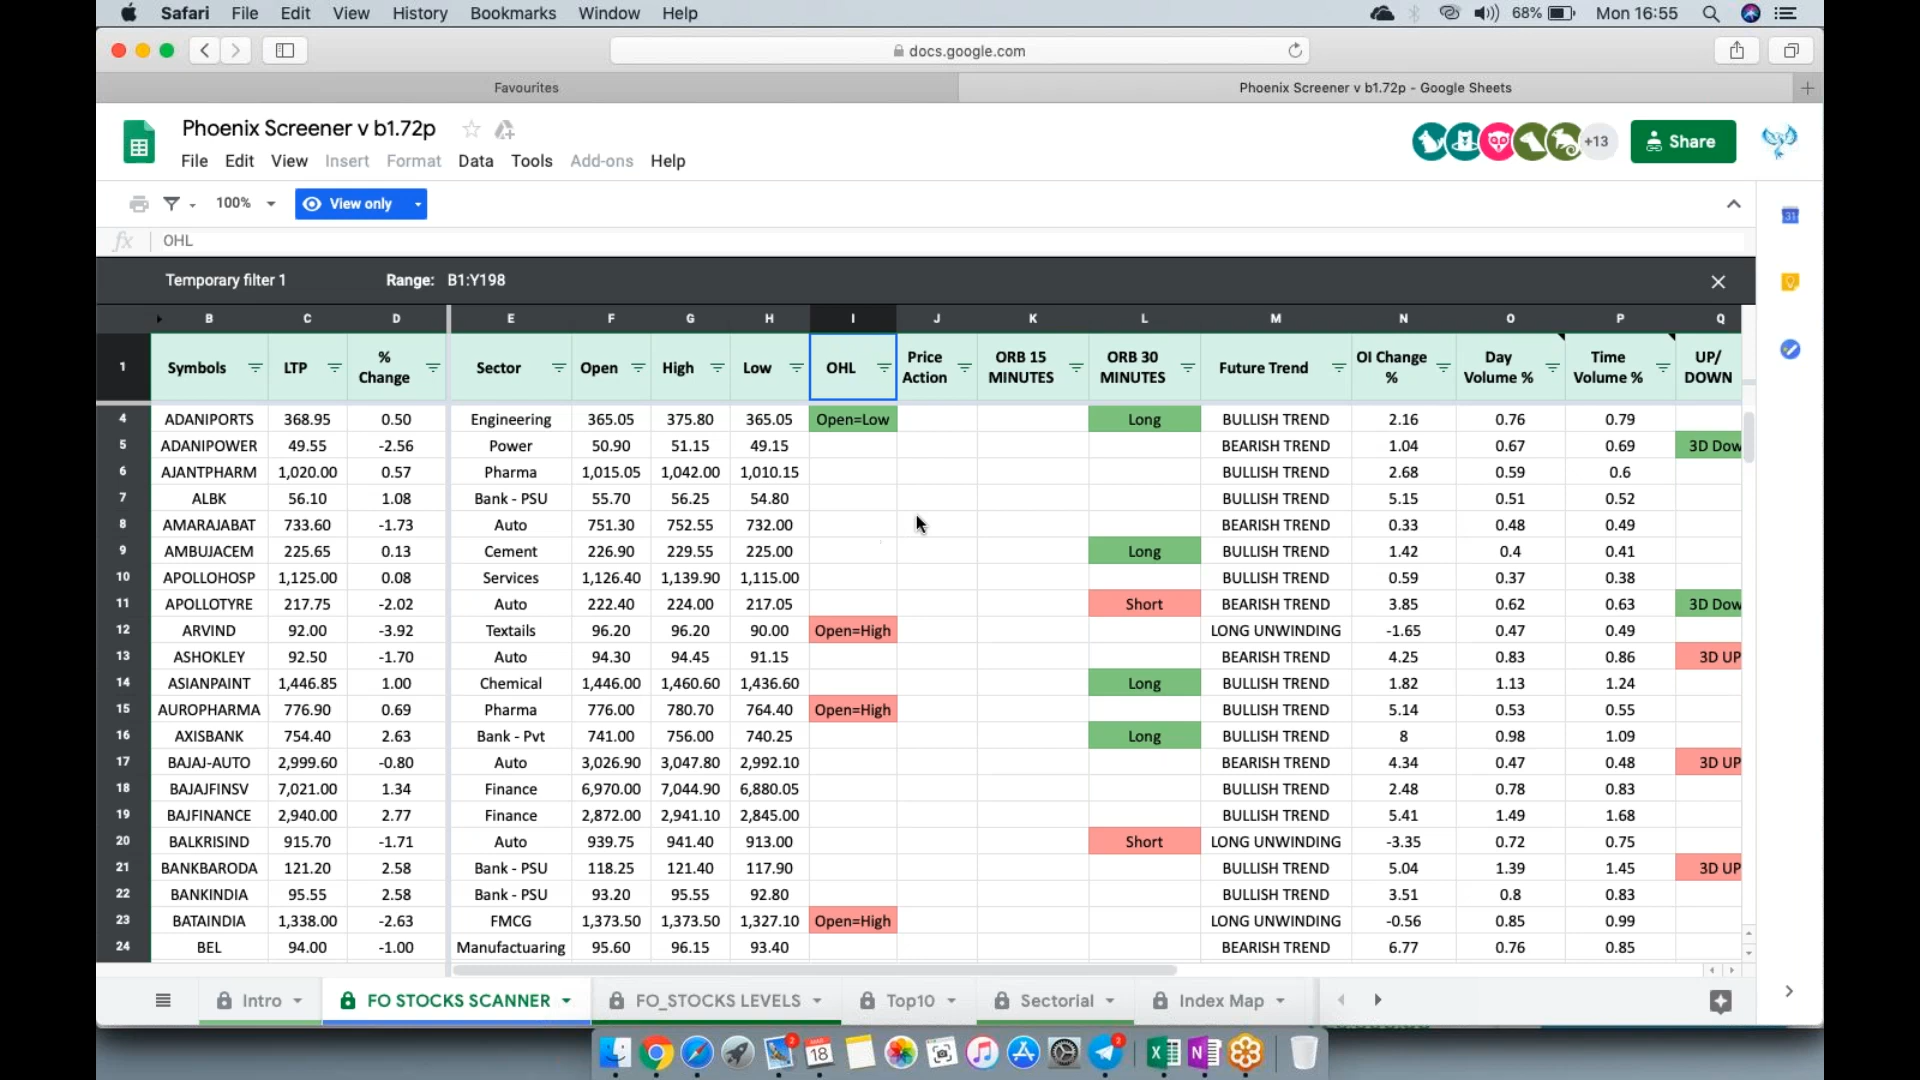 Safari File Edit View History Bookmarks Window Help 68% Mon 16:55
docs.google.com
Favourites Phoenix Screener v b1.72p - Google Sheets
Phoenix Screener v b1.72p
+13 Share
File Edit View Insert Format Data Tools Add-ons Help
100% View only
31
fx OHL
Temporary filter 1 Range: B1:Y198
B C D E F G H I J K L M N O P Q
1 Symbols LTP % Change Sector Open High Low OHL Price Action ORB 15 MINUTES ORB 30 MINUTES Future Trend OI Change % Day Volume % Time Volume % UP/ DOWN
4 ADANIPORTS 368.95 0.50 Engineering 365.05 375.80 365.05 Open=Low Long BULLISH TREND 2.16 0.76 0.79
5 ADANIPOWER 49.55 -2.56 Power 50.90 51.15 49.15 BEARISH TREND 1.04 0.67 0.69 3D Dow
6 AJANTPHARM 1,020.00 0.57 Pharma 1,015.05 1,042.00 1,010.15 BULLISH TREND 2.68 0.59 0.6
7 ALBK 56.10 1.08 Bank - PSU 55.70 56.25 54.80 BULLISH TREND 5.15 0.51 0.52
8 AMARAJABAT 733.60 -1.73 Auto 751.30 752.55 732.00 BEARISH TREND 0.33 0.48 0.49
9 AMBUJACEM 225.65 0.13 Cement 226.90 229.55 225.00 Long BULLISH TREND 1.42 0.4 0.41
10 APOLLOHOSP 1,125.00 0.08 Services 1,126.40 1,139.90 1,115.00 BULLISH TREND 0.59 0.37 0.38
11 APOLLOTYRE 217.75 -2.02 Auto 222.40 224.00 217.05 Short BEARISH TREND 3.85 0.62 0.63 3D Dow
12 ARVIND 92.00 -3.92 Textails 96.20 96.20 90.00 Open=High LONG UNWINDING -1.65 0.47 0.49
13 ASHOKLEY 92.50 -1.70 Auto 94.30 94.45 91.15 BEARISH TREND 4.25 0.83 0.86 3D UP
14 ASIANPAINT 1,446.85 1.00 Chemical 1,446.00 1,460.60 1,436.60 Long BULLISH TREND 1.82 1.13 1.24
15 AUROPHARMA 776.90 0.69 Pharma 776.00 780.70 764.40 Open=High BULLISH TREND 5.14 0.53 0.55
16 AXISBANK 754.40 2.63 Bank - Pvt 741.00 756.00 740.25 Long BULLISH TREND 8 0.98 1.09
17 BAJAJ-AUTO 2,999.60 -0.80 Auto 3,026.90 3,047.80 2,992.10 BEARISH TREND 4.34 0.47 0.48 3D UP
18 BAJAJFINSV 7,021.00 1.34 Finance 6,970.00 7,044.90 6,880.05 BULLISH TREND 2.48 0.78 0.83
19 BAJFINANCE 2,940.00 2.77 Finance 2,872.00 2,941.10 2,845.00 BULLISH TREND 5.41 1.49 1.68
20 BALKRISIND 915.70 -1.71 Auto 939.75 941.40 913.00 Short LONG UNWINDING -3.35 0.72 0.75
21 BANKBARODA 121.20 2.58 Bank - PSU 118.25 121.40 117.90 BULLISH TREND 5.04 1.39 1.45 3D UP
22 BANKINDIA 95.55 2.58 Bank - PSU 93.20 95.55 92.80 BULLISH TREND 3.51 0.8 0.83
23 BATAINDIA 1,338.00 -2.63 FMCG 1,373.50 1,373.50 1,327.10 Open=High LONG UNWINDING -0.56 0.85 0.99
24 BEL 94.00 -1.00 Manufactuaring 95.60 96.15 93.40 BEARISH TREND 6.77 0.76 0.85
Intro FO STOCKS SCANNER FO_STOCKS LEVELS Top10 Sectorial Index Map
18